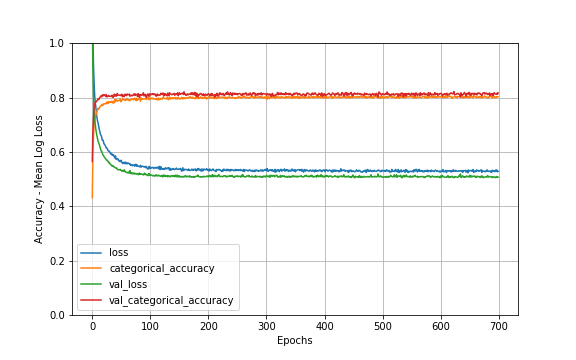 1.0
0.8
0.6
0.4
0.2
0.0
Accuracy - Mean Log Loss
loss
categorical_accuracy
val_loss
val_categorical_accuracy
0 100 200 300 400 500 600 700
Epochs